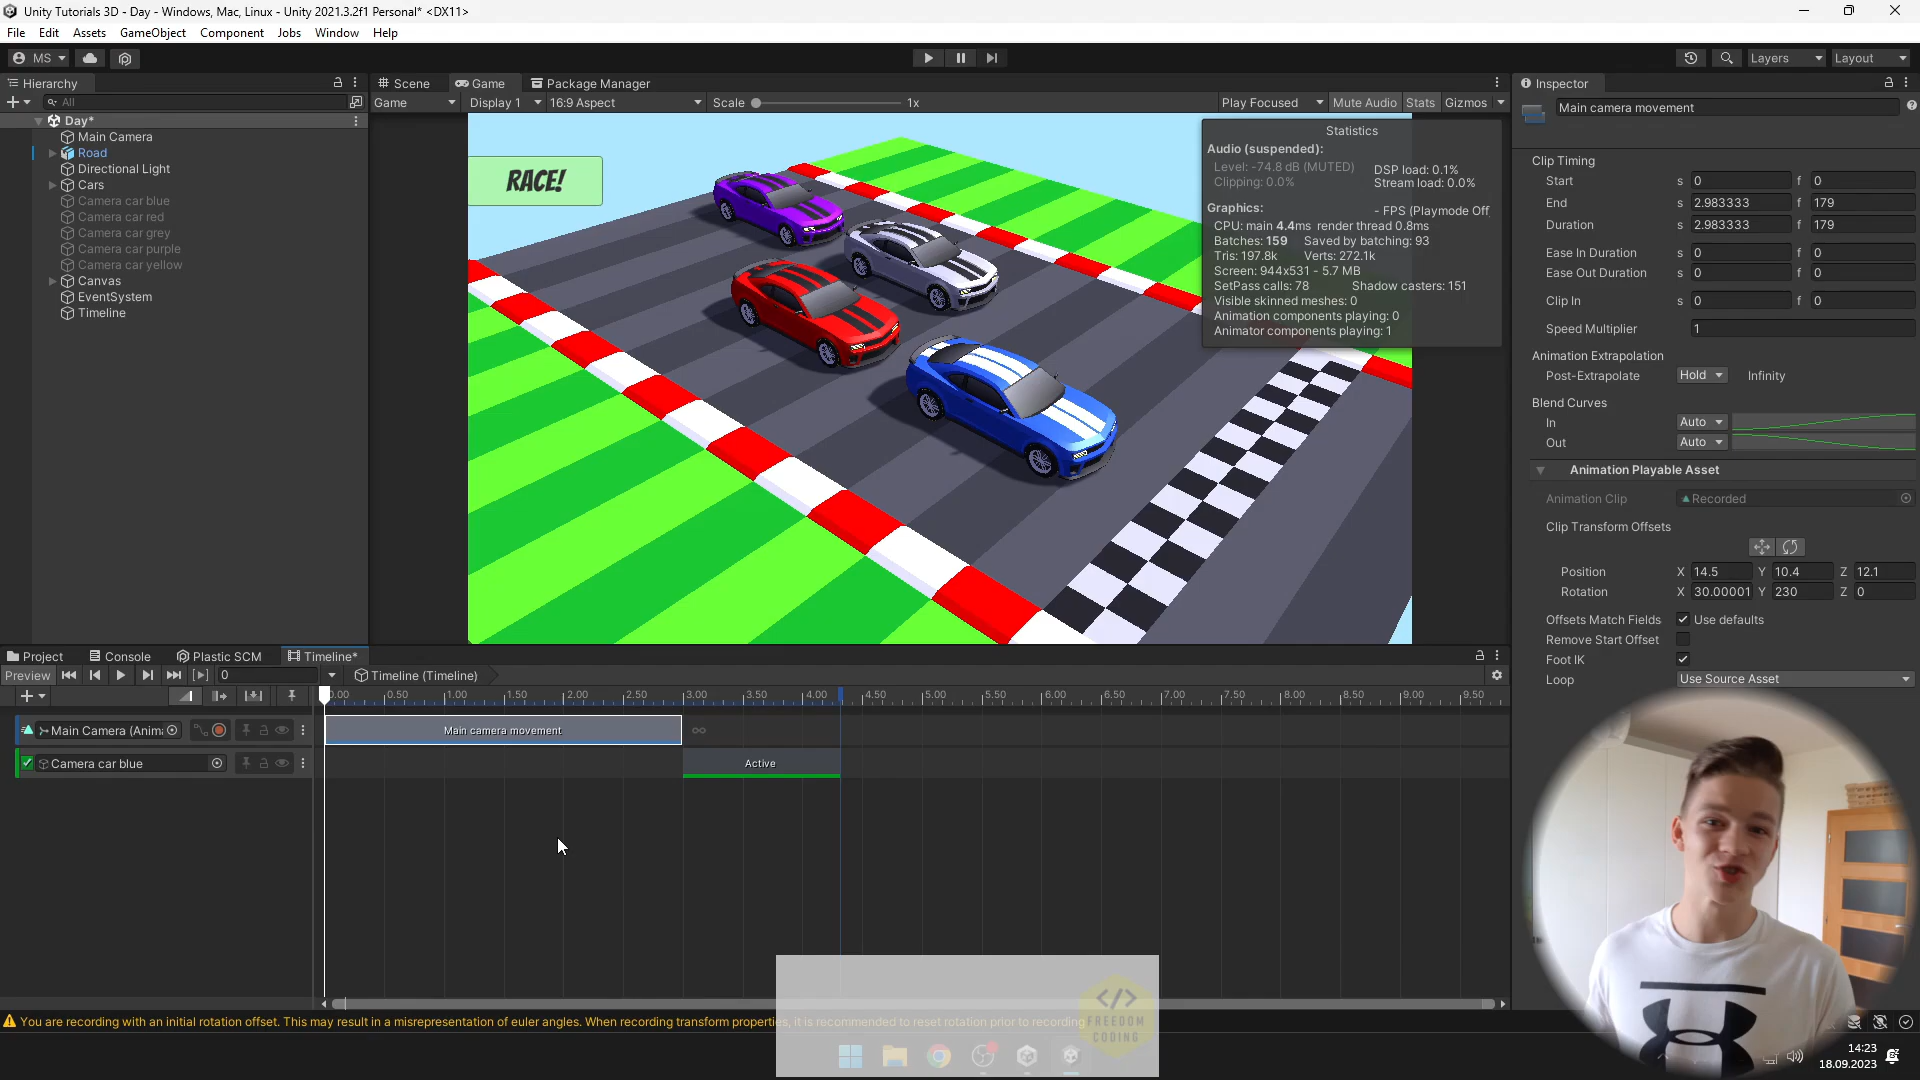 Unity Tutorials 3D - Day - Windows, Mac, Linux - Unity 2021.3.2f1 Personal* <DX11>
File Edit Assets GameObject Component Jobs Window Help
MS Layers Layout
Hierarchy
All
Day*
Main Camera
Road
Directional Light
Cars
Camera car blue
Camera car red
Camera car grey
Camera car purple
Camera car yellow
Canvas
EventSystem
Timeline
Scene Game Package Manager
Game Display 1 16:9 Aspect Scale 1x Play Focused Mute Audio Stats Gizmos
RACE!
Statistics
Audio (suspended):
Level: -74.8 dB (MUTED) DSP load: 0.1%
Clipping: 0.0% Stream load: 0.0%
Graphics: - FPS (Playmode Off
CPU: main 4.4ms render thread 0.8ms
Batches: 159 Saved by batching: 93
Tris: 197.8k Verts: 272.1k
Screen: 944x531 - 5.7 MB
SetPass calls: 78 Shadow casters: 151
Visible skinned meshes: 0
Animation components playing: 0
Animator components playing: 1
Inspector
Main camera movement
Clip Timing
Start s 0 f 0
End s 2.983333 f 179
Duration s 2.983333 f 179
Ease In Duration s 0 f 0
Ease Out Duration s 0 f 0
Clip In s 0 f 0
Speed Multiplier 1
Animation Extrapolation
Post-Extrapolate Hold Infinity
Blend Curves
In Auto
Out Auto
Animation Playable Asset
Animation Clip Recorded
Clip Transform Offsets
Position X 14.5 Y 10.4 Z 12.1
Rotation X 30.00001 Y 230 Z 0
Offsets Match Fields Use defaults
Remove Start Offset
Foot IK
Loop Use Source Asset
Project Console Plastic SCM Timeline*
Preview 0 Timeline (Timeline)
0.00 0.50 1.00 1.50 2.00 2.50 3.00 3.50 4.00 4.50 5.00 5.50 6.00 6.50 7.00 7.50 8.00 8.50 9.00 9.50
Main Camera (Anim Main camera movement ∞
Camera car blue Active
You are recording with an initial rotation offset. This may result in a misrepresentation of euler angles. When recording transform properties, it is recommended to reset rotation prior to recording
</>
FREEDOM
CODING
14:23
18.09.2023